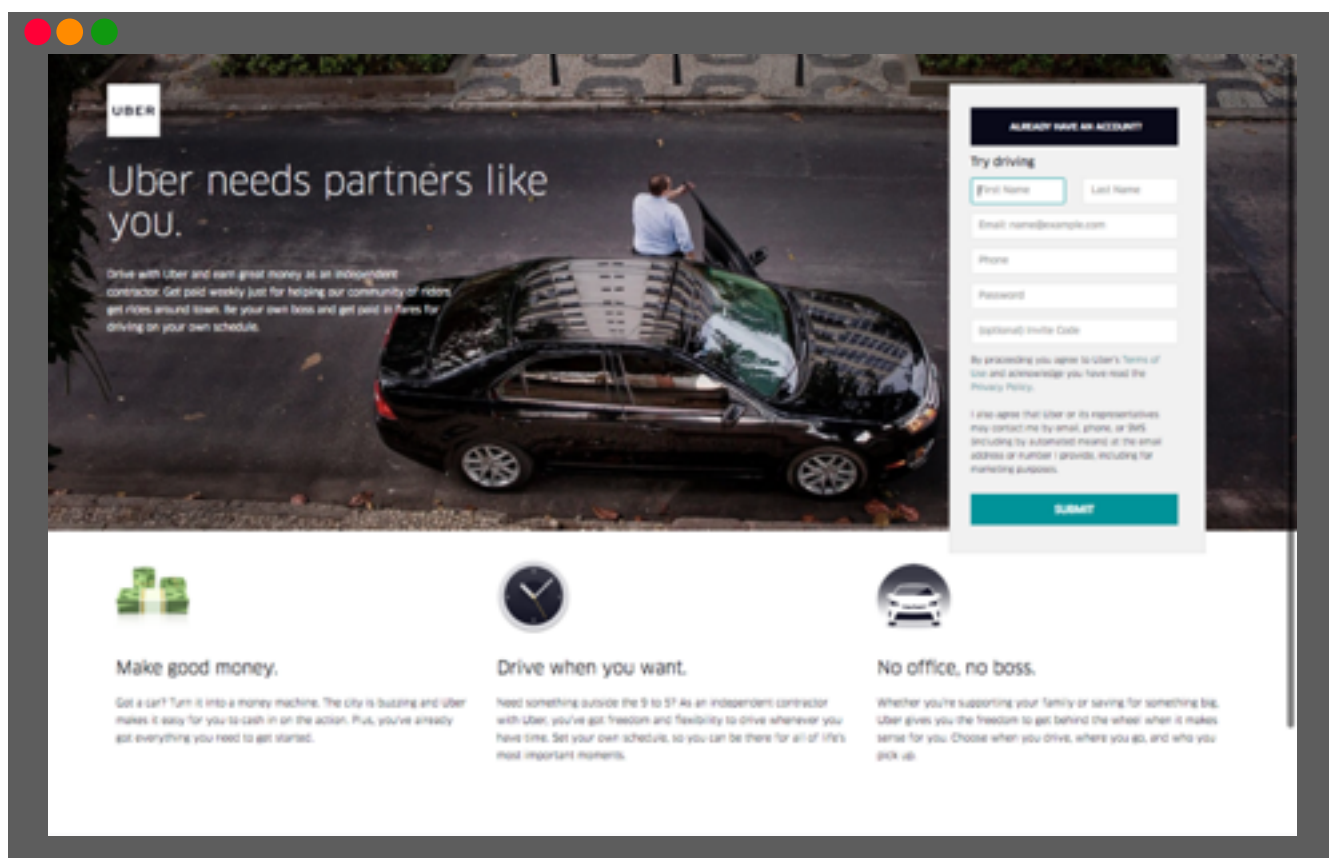 UBER
Uber needs partners like
you.
Drive with Uber and earn great money as an independent
contractor. Get paid weekly just for helping our community of riders
get rides around town. Be your own boss and get paid in fares for
driving on your own schedule.
ALREADY HAVE AN ACCOUNT?
Try driving
First Name
Last Name
Email: name@example.com
Phone
Password
(optional) Invite Code
By proceeding you agree to Uber's Terms of
Use and acknowledge you have read the
Privacy Policy.
I also agree that Uber or its representatives
may contact me by email, phone, or SMS
(including by automated means) at the email
address or number I provide, including for
marketing purposes.
SUBMIT
Make good money.
Got a car? Turn it into a money machine. The city is buzzing and Uber
makes it easy for you to cash in on the action. Plus, you've already
got everything you need to get started.
Drive when you want.
Need something outside the 9 to 5? As an independent contractor
with Uber, you've got freedom and flexibility to drive whenever you
have time. Set your own schedule, so you can be there for all of life's
most important moments.
No office, no boss.
Whether you're supporting your family or saving for something big,
Uber gives you the freedom to get behind the wheel when it makes
sense for you. Choose when you drive, where you go, and who you
pick up.